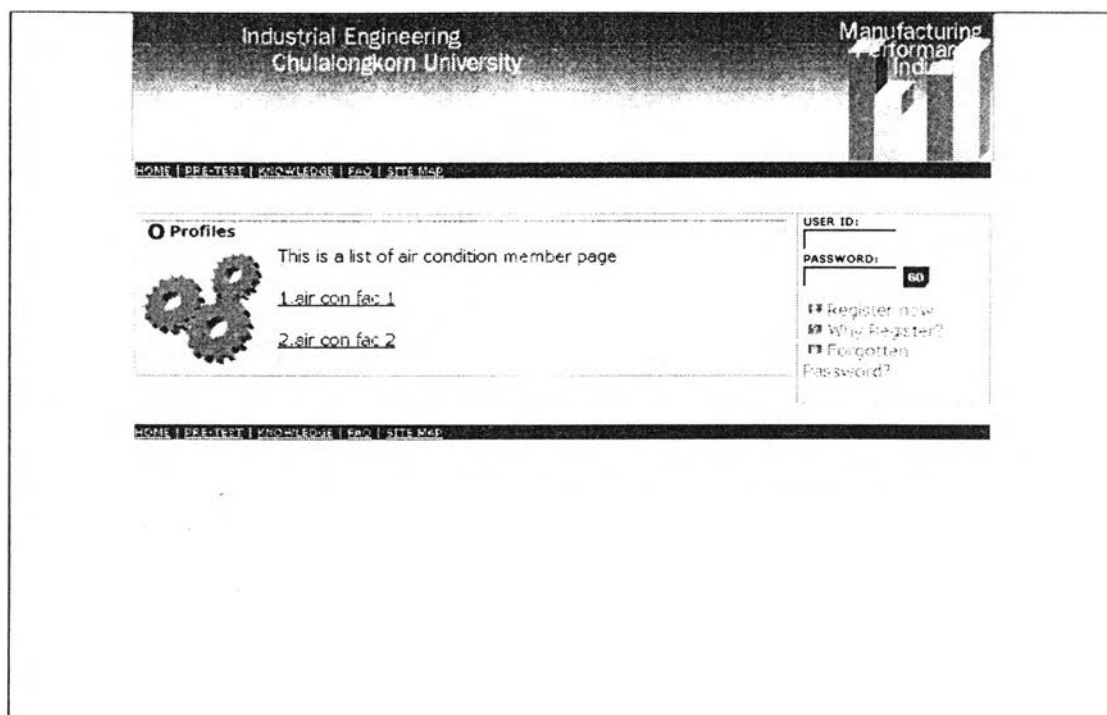 Industrial Engineering
Chulalongkorn University
Manufacturing
Performan
Indu
HOME | PRE-TEST | KNOWLEDGE | FAQ | SITE MAP
Profiles
This is a list of air condition member page
1.air con fac 1
2.air con fac 2
USER ID:
PASSWORD:
GO
Register now
Why Register?
Forgotten
Password?
HOME | PRE-TEST | KNOWLEDGE | FAQ | SITE MAP